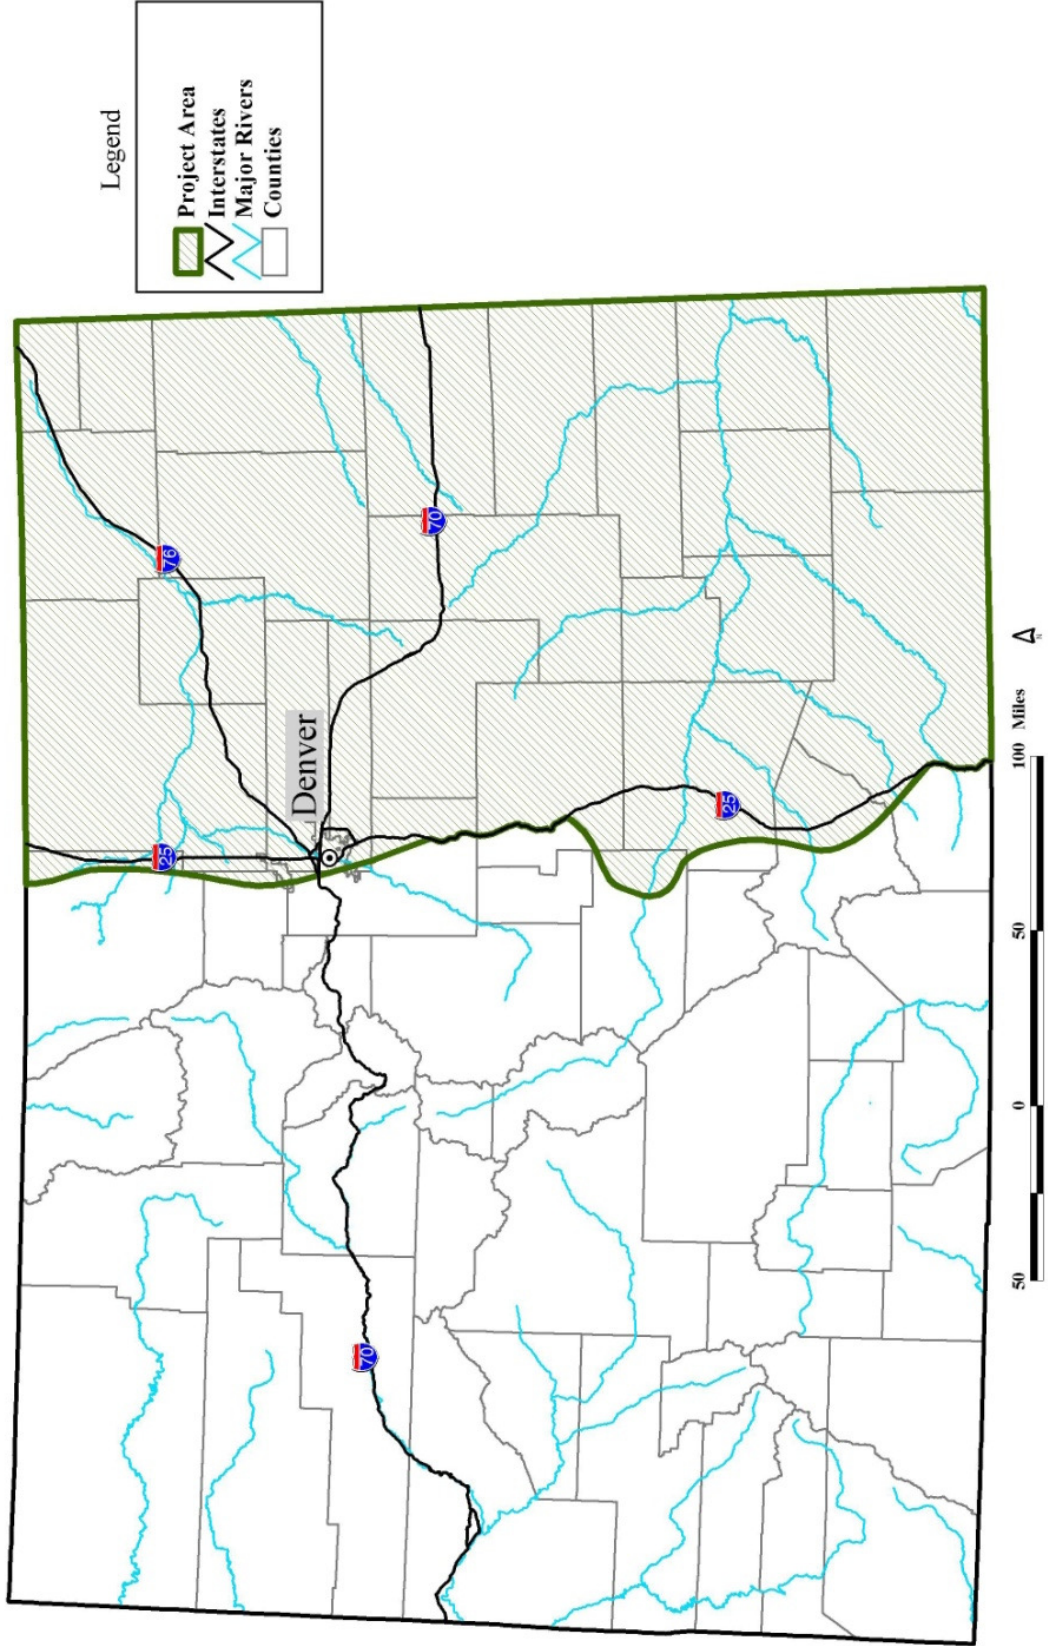 Legend
Project Area
Interstates
Major Rivers
Counties
76
25
70
Denver
70
25
N
50
0
50
100 Miles